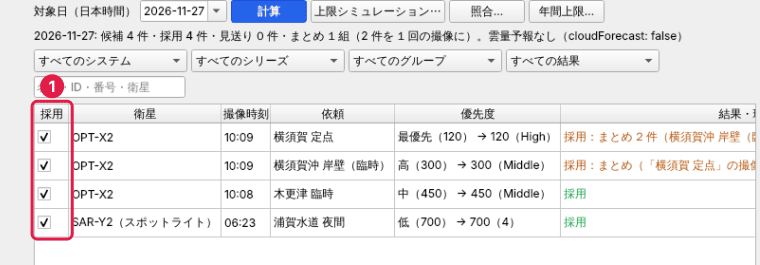 対象日（日本時間） 2026-11-27 計算 上限シミュレーション… 照合... 年間上限...
2026-11-27: 候補 4 件・採用 4 件・見送り 0 件・まとめ 1 組（2 件を 1 回の撮像に）。雲量予報なし（cloudForecast: false）
すべてのシステム すべてのシリーズ すべてのグループ すべての結果
1 ・ID・番号・衛星
採用 衛星 撮像時刻 依頼 優先度 結果・
OPT-X2 10:09 横須賀 定点 最優先（120） → 120（High） 採用：まとめ 2 件（横須賀沖 岸壁（
OPT-X2 10:09 横須賀沖 岸壁（臨時） 高（300） → 300（Middle） 採用：まとめ（「横須賀 定点」の撮
OPT-X2 10:08 木更津 臨時 中（450） → 450（Middle） 採用
SAR-Y2（スポットライト） 06:23 浦賀水道 夜間 低（700） → 700（4） 採用